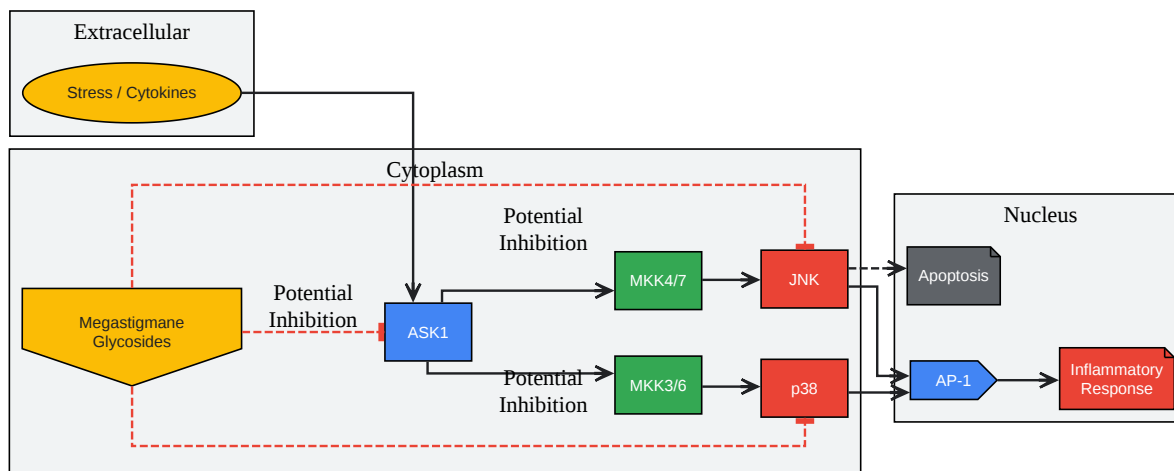 Extracellular
Stress / Cytokines
Cytoplasm
Potential
Inhibition
Nucleus
MKK4/7
JNK
Apoptosis
Megastigmane
Glycosides
Potential
Inhibition
ASK1
Potential
Inhibition
MKK3/6
p38
AP-1
Inflammatory
Response